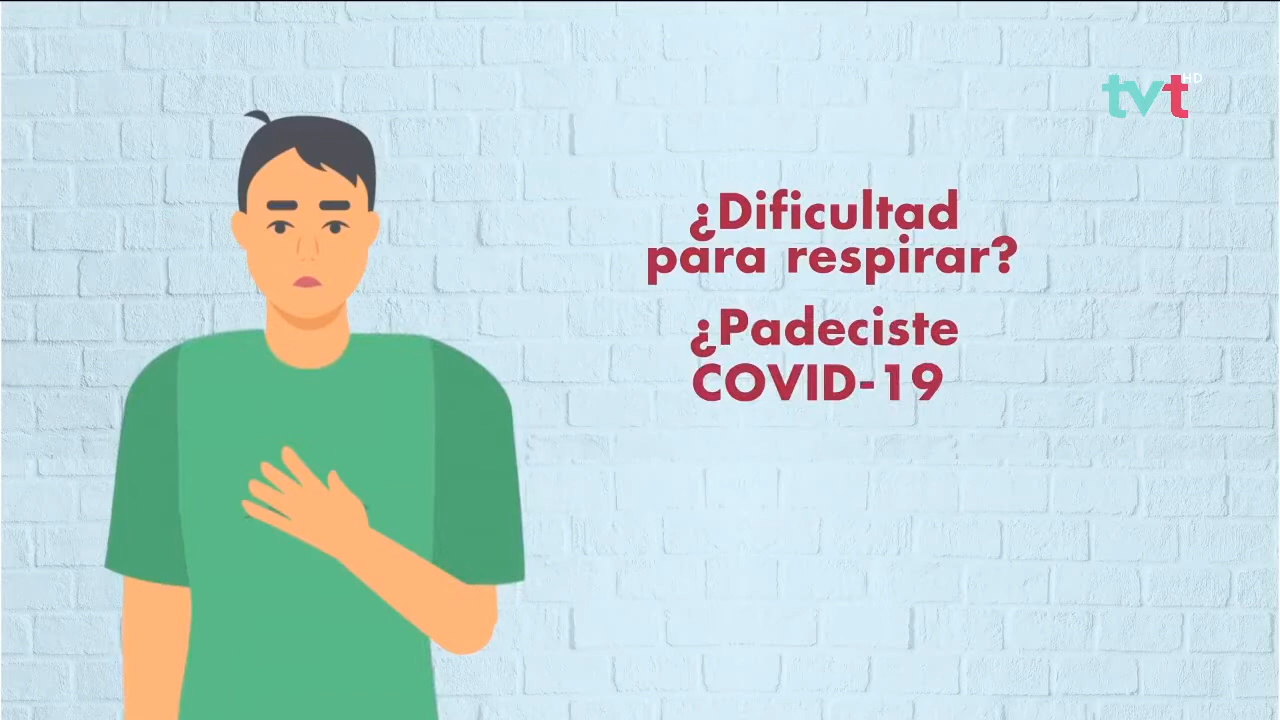 tvt HD
¿Dificultad
para respirar?
¿Padeciste
COVID-19